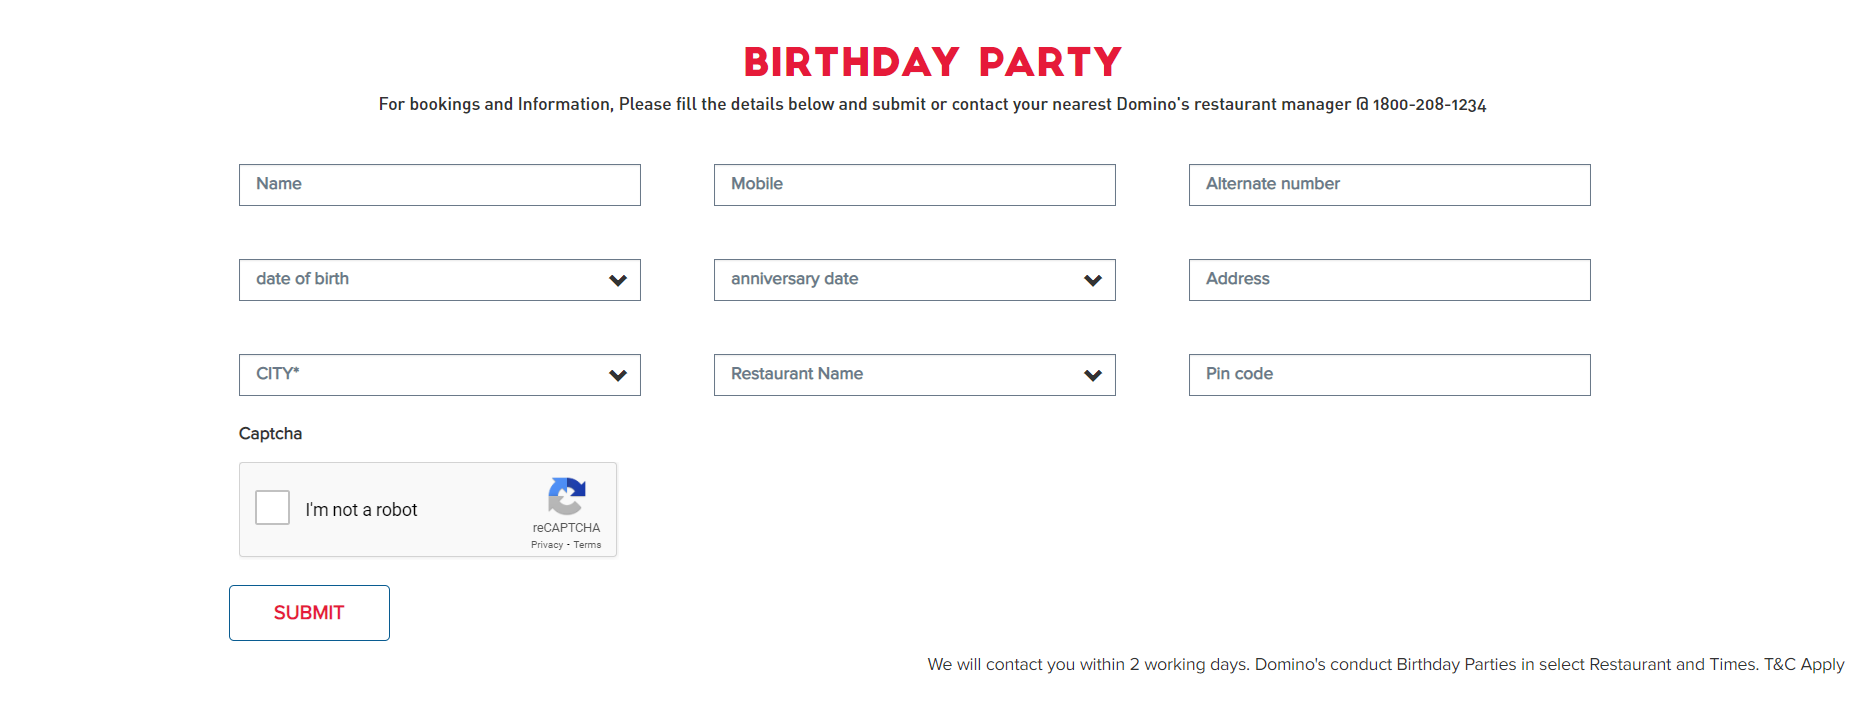 BIRTHDAY PARTY
For bookings and Information, Please fill the details below and submit or contact your nearest Domino's restaurant manager @ 1800-208-1234
Name
Mobile
Alternate number
date of birth
anniversary date
Address
CITY*
Restaurant Name
Pin code
Captcha
I'm not a robot
reCAPTCHA
Privacy - Terms
SUBMIT
We will contact you within 2 working days. Domino's conduct Birthday Parties in select Restaurant and Times. T&C Apply